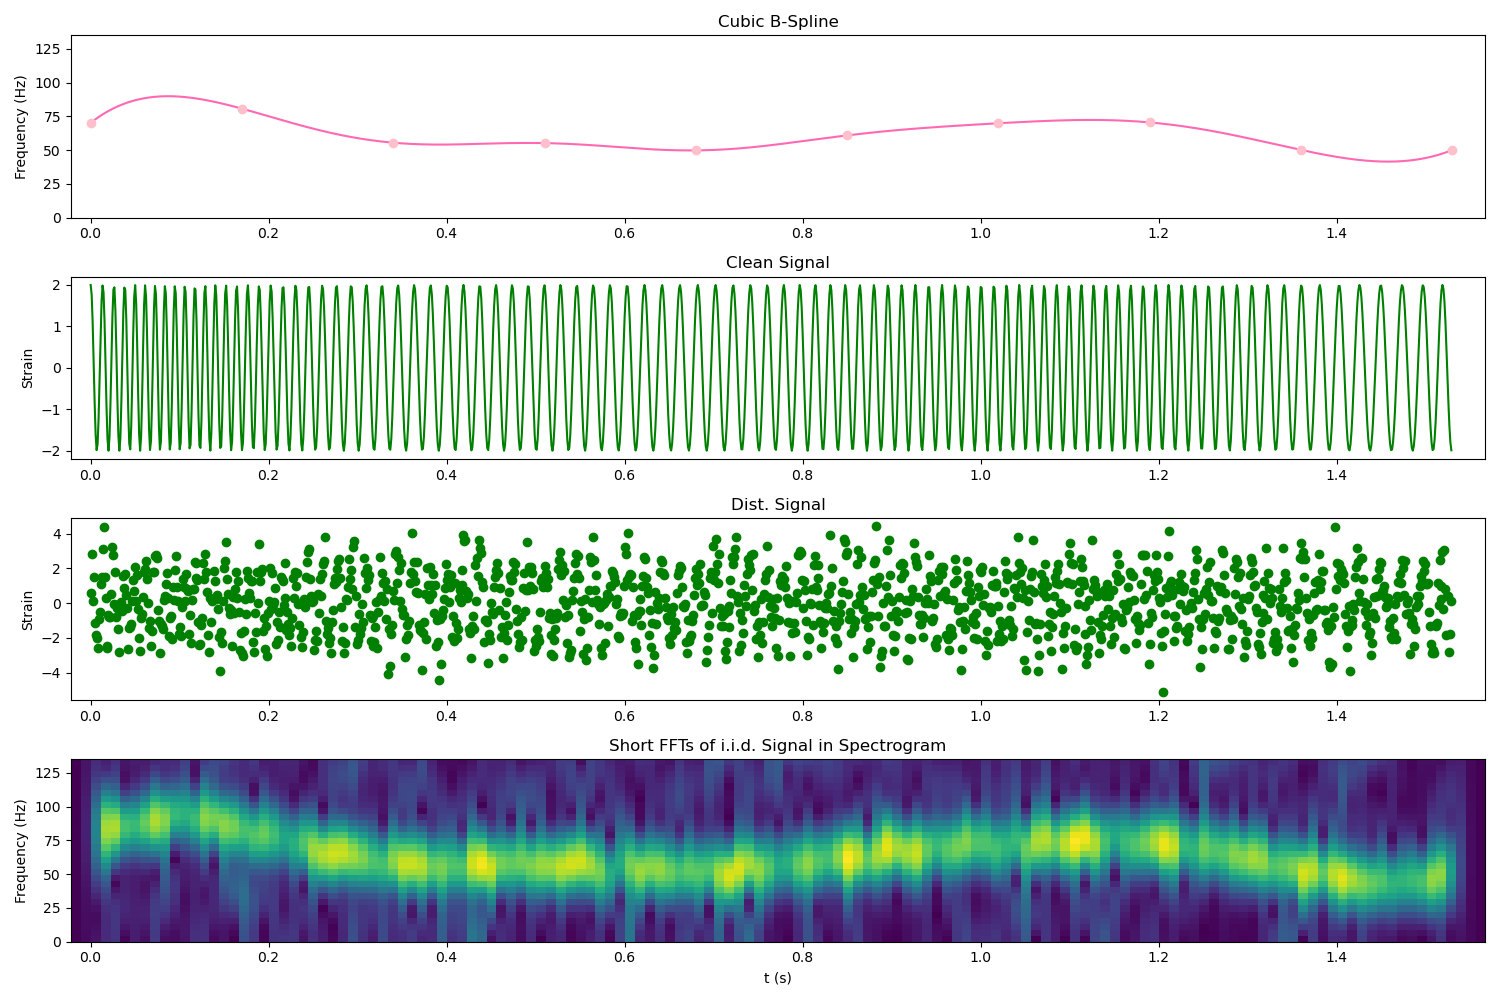 Cubic B-Spline
Frequency (Hz)
125
100
75
50
25
0
0.0 0.2 0.4 0.6 0.8 1.0 1.2 1.4
Clean Signal
Strain
2
1
0
−1
−2
0.0 0.2 0.4 0.6 0.8 1.0 1.2 1.4
Dist. Signal
Strain
4
2
0
−2
−4
0.0 0.2 0.4 0.6 0.8 1.0 1.2 1.4
Short FFTs of i.i.d. Signal in Spectrogram
Frequency (Hz)
125
100
75
50
25
0
0.0 0.2 0.4 0.6 0.8 1.0 1.2 1.4
t (s)